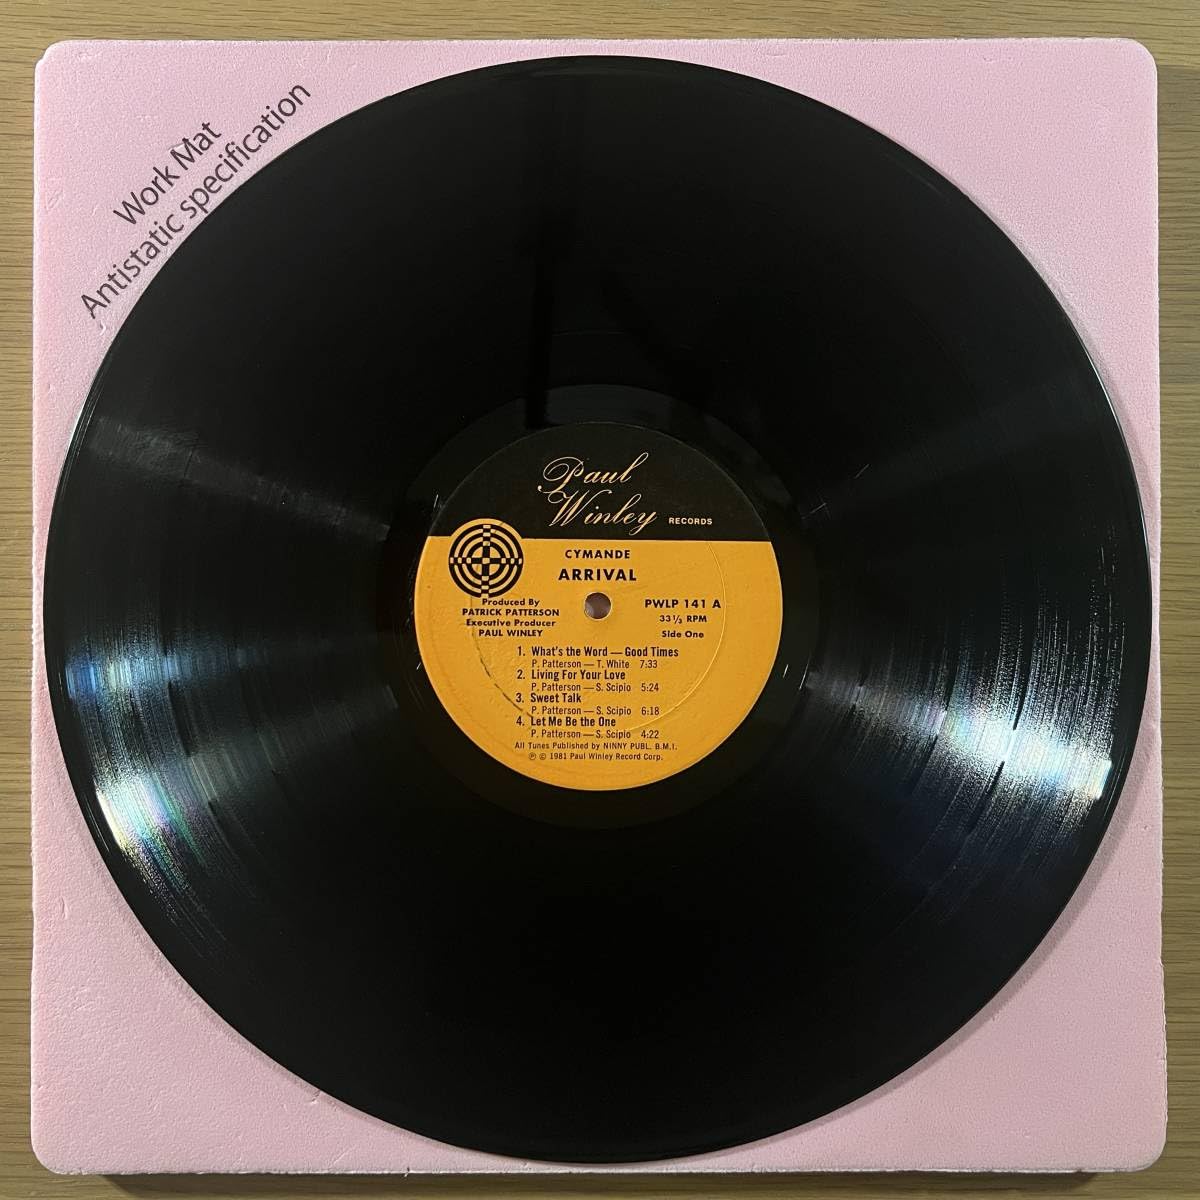 Work Mat
Antistatic specification
Paul
Winley RECORDS
CYMANDE
ARRIVAL
Produced By
PATRICK PATTERSON
Executive Producer
PAUL WINLEY
PWLP 141 A
33⅓ RPM
Side One
1. What's the Word — Good Times
P. Patterson — T. White 7:33
2. Living For Your Love
P. Patterson — S. Scipio 5:24
3. Sweet Talk
P. Patterson — S. Scipio 6:18
4. Let Me Be the One
P. Patterson — S. Scipio 4:22
All Tunes Published by NINNY PUBL. B.M.I.
℗ © 1981 Paul Winley Record Corp.